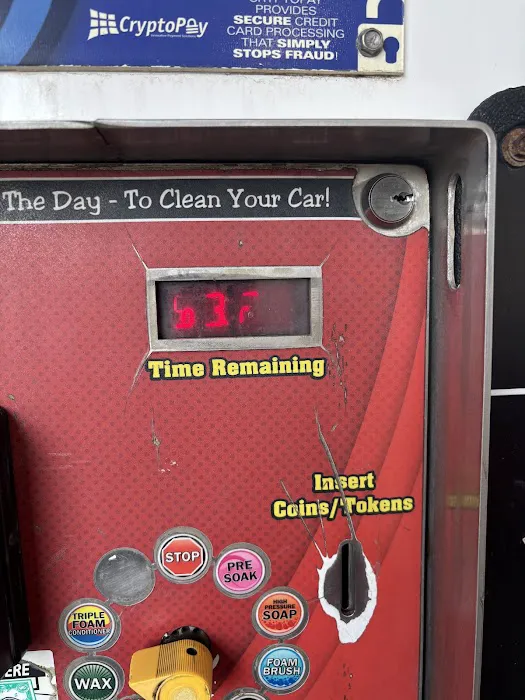 CryptoPay
PROVIDES
SECURE CREDIT
CARD PROCESSING
THAT SIMPLY
STOPS FRAUD!
The Day - To Clean Your Car!
Time Remaining
Insert
Coins/Tokens
STOP
PRE
SOAK
TRIPLE
FOAM
CONDITIONER
HIGH
PRESSURE
SOAP
FOAM
BRUSH
WAX
ERE